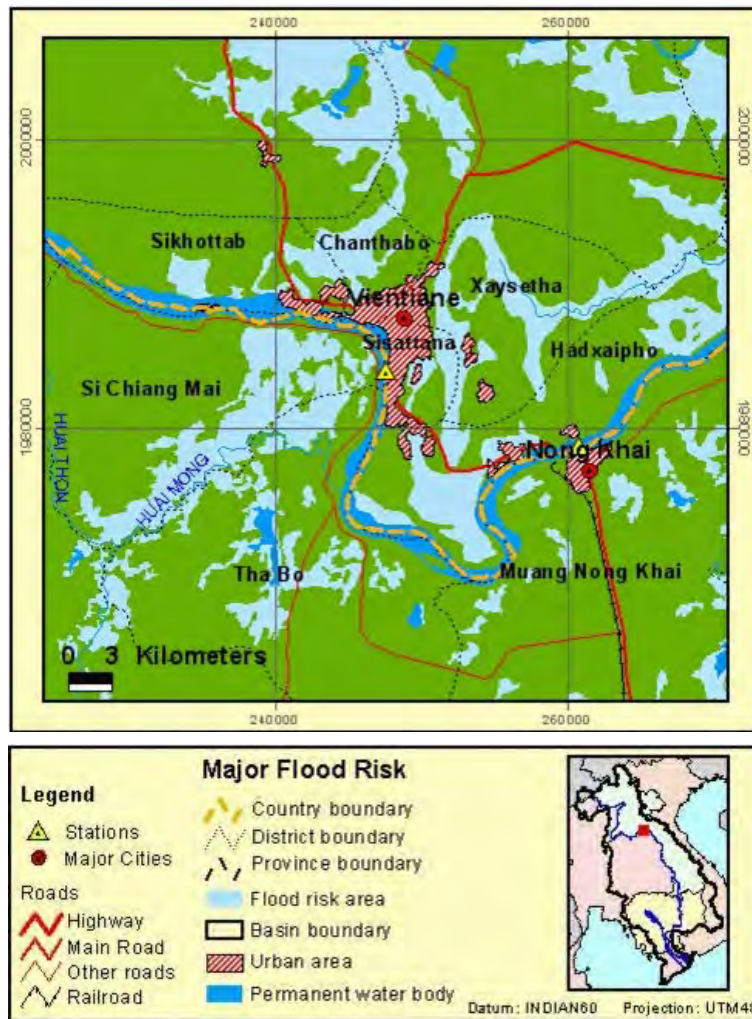 240000
260000
2000000
2000000
Sikhottab
Chanthabo
Xaysetha
Vientiane
Sisattana
Hadxaipho
Si Chiang Mai
1980000
1980000
HUAI THON
HUAI MONG
Nong Khai
Tha Bo
Muang Nong Khai
0 3 Kilometers
240000
260000
Major Flood Risk
Legend
Stations
Major Cities
Roads
Highway
Main Road
Other roads
Railroad
Country boundary
District boundary
Province boundary
Flood risk area
Basin boundary
Urban area
Permanent water body
Datum: INDIAN60 Projection: UTM48